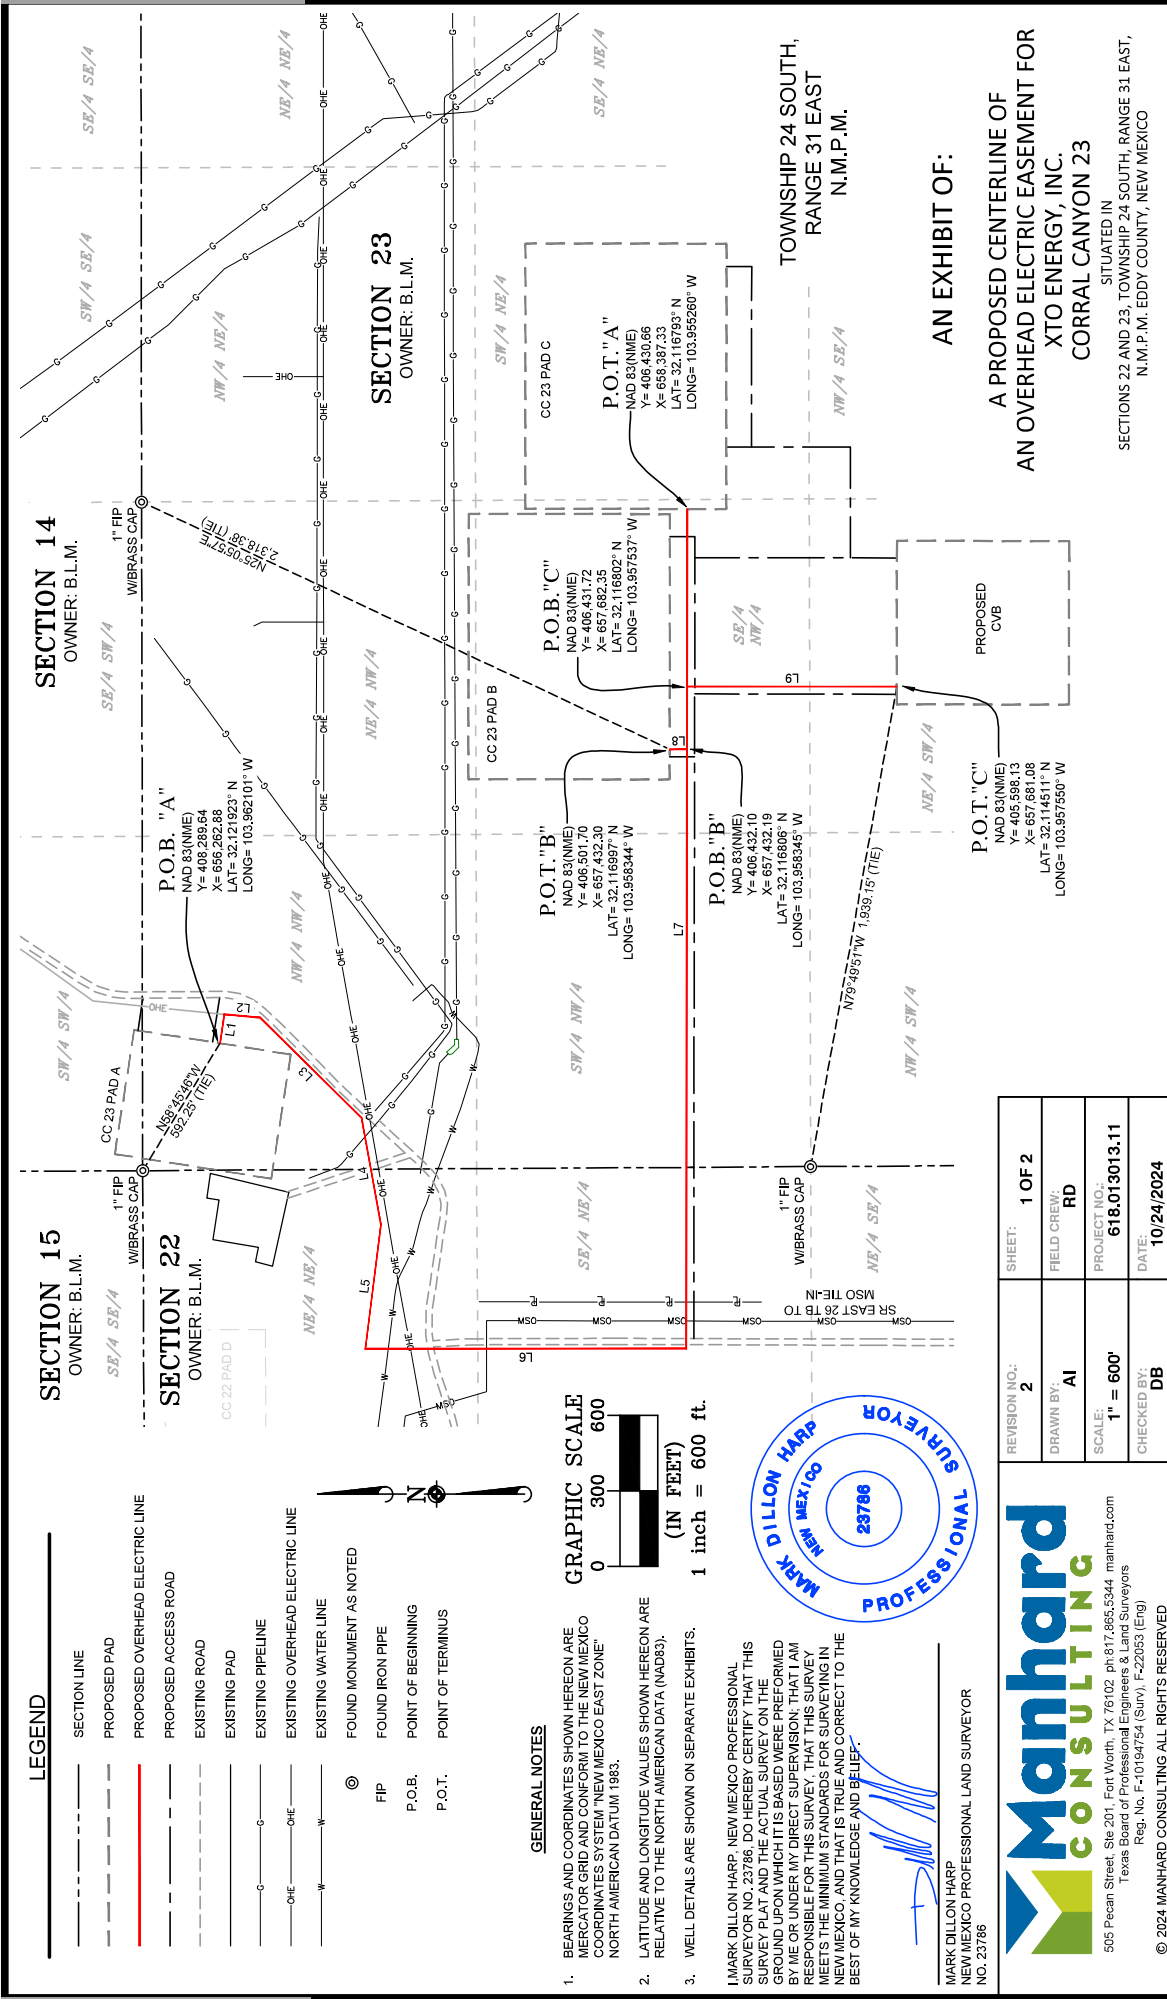 LEGEND
SECTION LINE
PROPOSED PAD
PROPOSED OVERHEAD ELECTRIC LINE
PROPOSED ACCESS ROAD
EXISTING ROAD
EXISTING PAD
G G EXISTING PIPELINE
OHE OHE EXISTING OVERHEAD ELECTRIC LINE
W W EXISTING WATER LINE
FOUND MONUMENT AS NOTED
FIP FOUND IRON PIPE
P.O.B. POINT OF BEGINNING
P.O.T. POINT OF TERMINUS
N
GENERAL NOTES
1. BEARINGS AND COORDINATES SHOWN HEREON ARE
MERCATOR GRID AND CONFORM TO THE NEW MEXICO
COORDINATES SYSTEM "NEW MEXICO EAST ZONE"
NORTH AMERICAN DATUM 1983.
2. LATITUDE AND LONGITUDE VALUES SHOWN HEREON ARE
RELATIVE TO THE NORTH AMERICAN DATA (NAD83).
3. WELL DETAILS ARE SHOWN ON SEPARATE EXHIBITS.
GRAPHIC SCALE
0 300 600
(IN FEET)
1 inch = 600 ft.
I,MARK DILLON HARP, NEW MEXICO PROFESSIONAL
SURVEYOR NO. 23786, DO HEREBY CERTIFY THAT THIS
SURVEY PLAT AND THE ACTUAL SURVEY ON THE
GROUND UPON WHICH IT IS BASED WERE PREFORMED
BY ME OR UNDER MY DIRECT SUPERVISION; THAT I AM
RESPONSIBLE FOR THIS SURVEY, THAT THIS SURVEY
MEETS THE MINIMUM STANDARDS FOR SURVEYING IN
NEW MEXICO, AND THAT IS TRUE AND CORRECT TO THE
BEST OF MY KNOWLEDGE AND BELIEF.
MARK DILLON HARP
NEW MEXICO PROFESSIONAL LAND SURVEYOR
NO. 23786
MARK DILLON HARP
NEW MEXICO
23786
PROFESSIONAL SURVEYOR
SECTION 15
OWNER: B.L.M.
SE/4 SE/4
SECTION 22
OWNER: B.L.M.
CC 22 PAD D
NE/4 NE/4
1" FIP
W/BRASS CAP
CC 23 PAD A
N58°45'46"W
592.25' (TIE)
SW/4 SW/4
SECTION 14
OWNER: B.L.M.
SE/4 SW/4
1" FIP
W/BRASS CAP
SW/4 SE/4
SE/4 SE/4
P.O.B. "A"
NAD 83(NME)
Y= 408,289.64
X= 656,262.88
LAT= 32.121923° N
LONG= 103.962101° W
L1
L2
L3
L4
L5
L6
L7
L8
L9
NW/4 NW/4
NE/4 NW/4
NW/4 NE/4
NE/4 NE/4
N25°05'57"E
2,318.38' (TIE)
SECTION 23
OWNER: B.L.M.
SE/4 NE/4
SW/4 NE/4
CC 23 PAD B
CC 23 PAD C
P.O.T."A"
NAD 83(NME)
Y= 406,430.66
X= 658,387.33
LAT= 32.116793° N
LONG= 103.955260° W
P.O.B."C"
NAD 83(NME)
Y= 406,431.72
X= 657,682.35
LAT= 32.116802° N
LONG= 103.957537° W
P.O.T."B"
NAD 83(NME)
Y= 406,501.70
X= 657,432.30
LAT= 32.116997° N
LONG= 103.958344° W
P.O.B."B"
NAD 83(NME)
Y= 406,432.10
X= 657,432.19
LAT= 32.116806° N
LONG= 103.958345° W
SW/4 NW/4
SE/4 NE/4
SE/4
NW/4
NW/4 SE/4
1" FIP
W/BRASS CAP
N79°49'51"W 1,939.15' (TIE)
SR EAST 26 TB TO
MSO TIE-IN
NE/4 SE/4
NW/4 SW/4
NE/4 SW/4
PROPOSED
CVB
P.O.T."C"
NAD 83(NME)
Y= 405,598.13
X= 657,681.08
LAT= 32.114511° N
LONG= 103.957550° W
TOWNSHIP 24 SOUTH,
RANGE 31 EAST
N.M.P.M.
AN EXHIBIT OF:
A PROPOSED CENTERLINE OF
AN OVERHEAD ELECTRIC EASEMENT FOR
XTO ENERGY, INC.
CORRAL CANYON 23
SITUATED IN
SECTIONS 22 AND 23, TOWNSHIP 24 SOUTH, RANGE 31 EAST,
N.M.P.M. EDDY COUNTY, NEW MEXICO
Manhard
CONSULTING
505 Pecan Street, Ste 201, Fort Worth, TX 76102 ph:817.865.5344 manhard.com
Texas Board of Professional Engineers & Land Surveyors
Reg. No. F-10194754 (Surv), F-22053 (Eng)
© 2024 MANHARD CONSULTING ALL RIGHTS RESERVED
REVISION NO.: 2
SHEET: 1 OF 2
DRAWN BY: AI
FIELD CREW: RD
SCALE: 1" = 600'
PROJECT NO.: 618.013013.11
CHECKED BY: DB
DATE: 10/24/2024